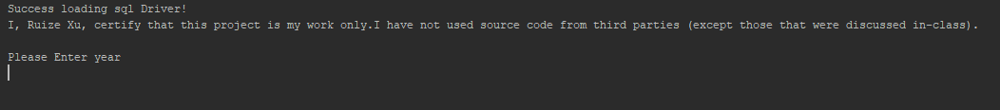 Success loading sql Driver!
I, Ruize Xu, certify that this project is my work only.I have not used source code from third parties (except those that were discussed in-class).
Please Enter year